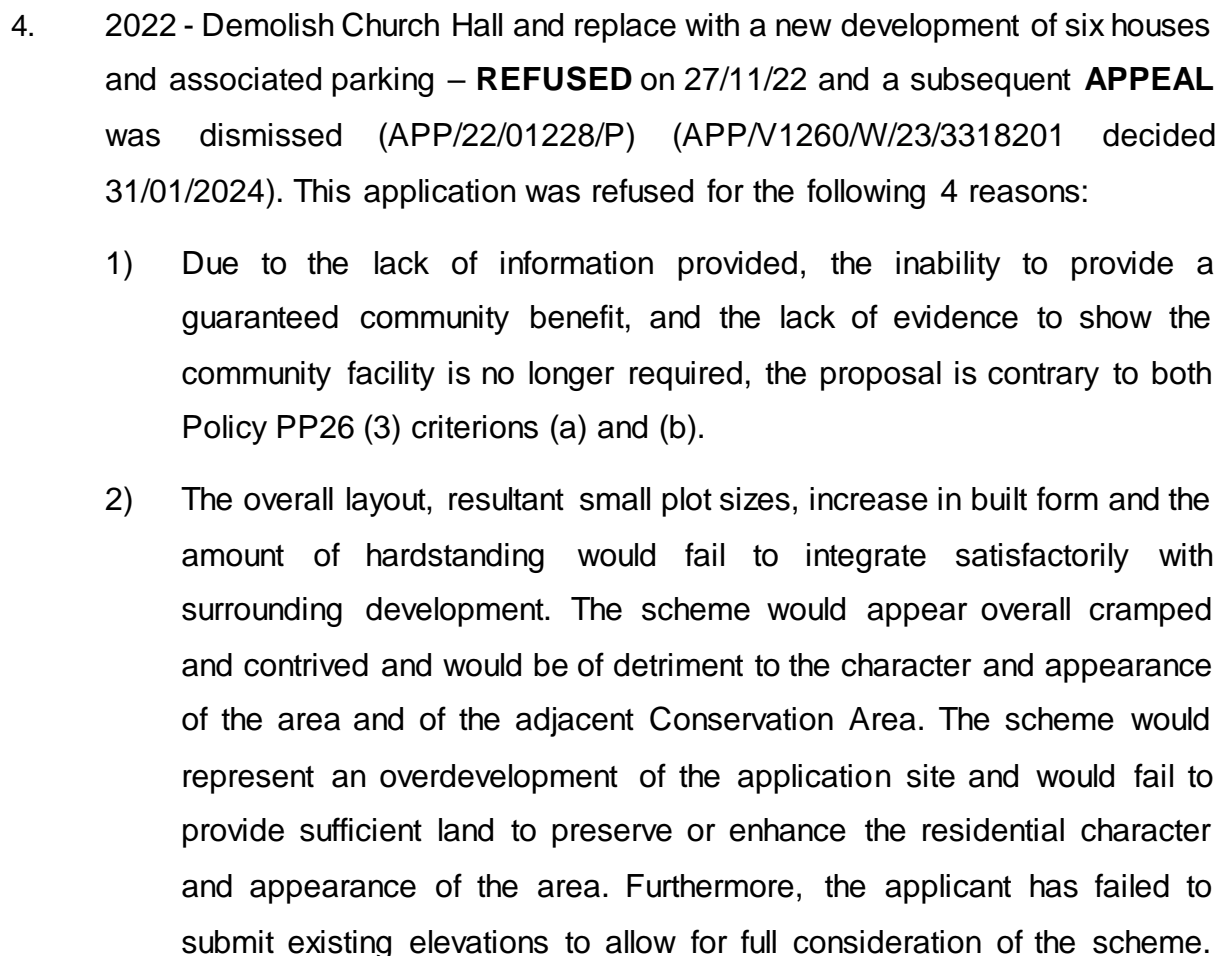 4. 2022 - Demolish Church Hall and replace with a new development of six houses
and associated parking – REFUSED on 27/11/22 and a subsequent APPEAL
was dismissed (APP/22/01228/P) (APP/V1260/W/23/3318201 decided
31/01/2024). This application was refused for the following 4 reasons:
1) Due to the lack of information provided, the inability to provide a
guaranteed community benefit, and the lack of evidence to show the
community facility is no longer required, the proposal is contrary to both
Policy PP26 (3) criterions (a) and (b).
2) The overall layout, resultant small plot sizes, increase in built form and the
amount of hardstanding would fail to integrate satisfactorily with
surrounding development. The scheme would appear overall cramped
and contrived and would be of detriment to the character and appearance
of the area and of the adjacent Conservation Area. The scheme would
represent an overdevelopment of the application site and would fail to
provide sufficient land to preserve or enhance the residential character
and appearance of the area. Furthermore, the applicant has failed to
submit existing elevations to allow for full consideration of the scheme.